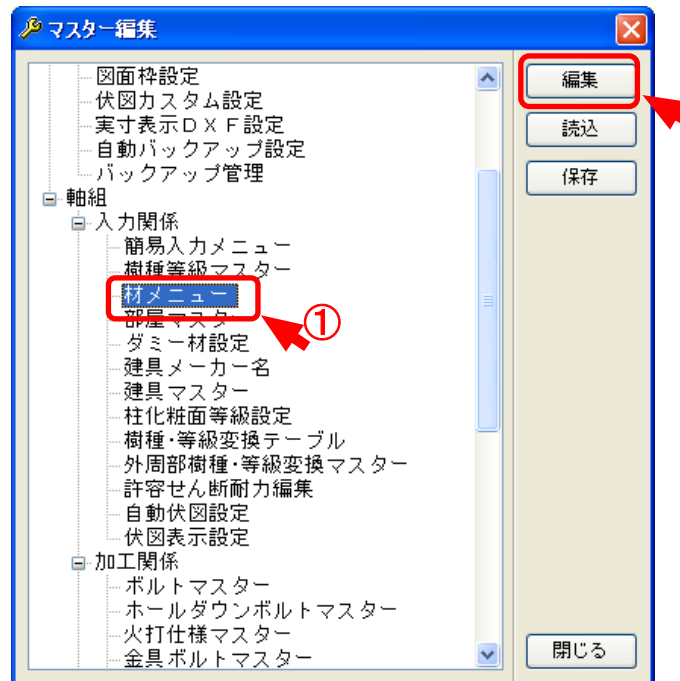 マスター編集
図面枠設定
伏図カスタム設定
実寸表示ＤＸＦ設定
自動バックアップ設定
バックアップ管理
軸組
入力関係
簡易入力メニュー
樹種等級マスター
材メニュー
部屋マスター
①
ダミー材設定
建具メーカー名
建具マスター
柱化粧面等級設定
樹種・等級変換テーブル
外周部樹種・等級変換マスター
許容せん断耐力編集
自動伏図設定
伏図表示設定
加工関係
ボルトマスター
ホールダウンボルトマスター
火打仕様マスター
金具ボルトマスター
編集
読込
保存
閉じる